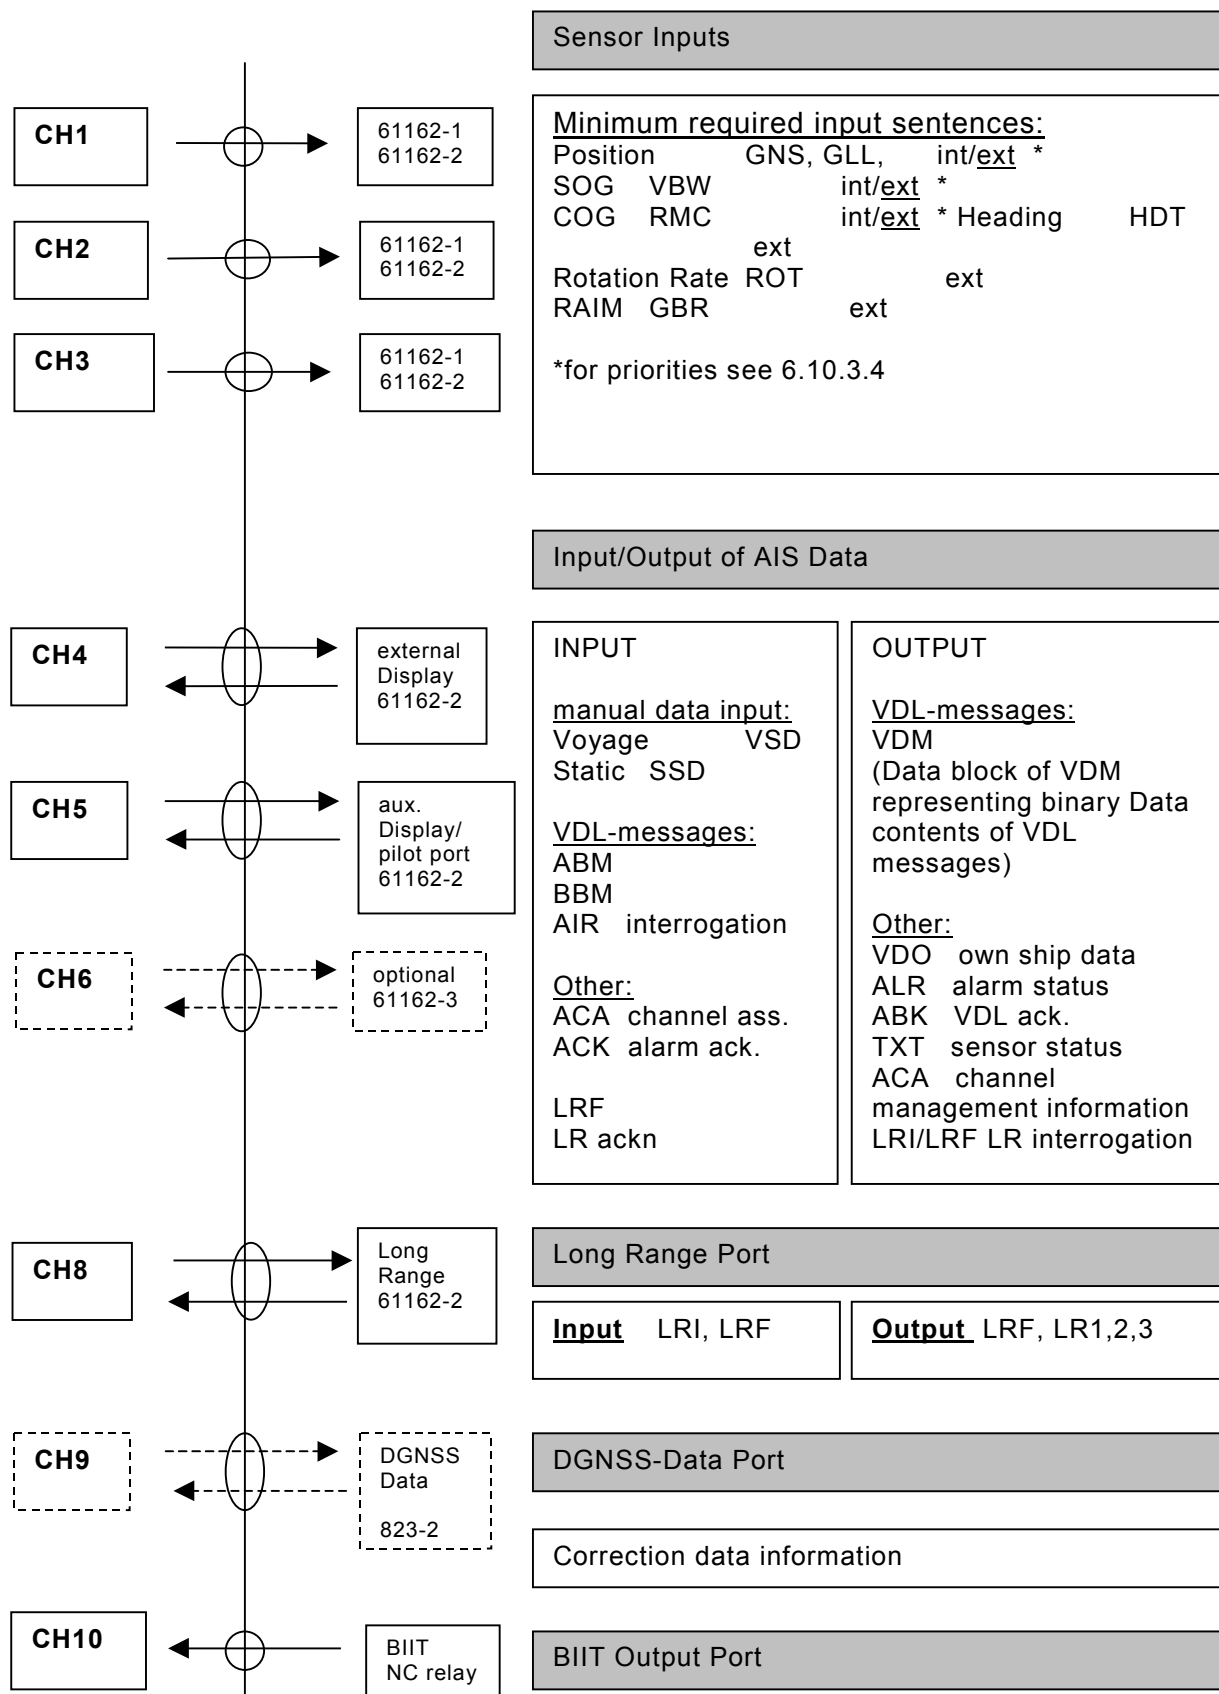 Sensor Inputs
CH1
61162-1
61162-2
CH2
61162-1
61162-2
CH3
61162-1
61162-2
Minimum required input sentences:
Position GNS, GLL, int/ext *
SOG VBW int/ext *
COG RMC int/ext * Heading HDT
ext
Rotation Rate ROT ext
RAIM GBR ext
*for priorities see 6.10.3.4
Input/Output of AIS Data
CH4
external
Display
61162-2
CH5
aux.
Display/
pilot port
61162-2
CH6
optional
61162-3
INPUT
manual data input:
Voyage VSD
Static SSD
VDL-messages:
ABM
BBM
AIR interrogation
Other:
ACA channel ass.
ACK alarm ack.
LRF
LR ackn
OUTPUT
VDL-messages:
VDM
(Data block of VDM
representing binary Data
contents of VDL
messages)
Other:
VDO own ship data
ALR alarm status
ABK VDL ack.
TXT sensor status
ACA channel
management information
LRI/LRF LR interrogation
CH8
Long
Range
61162-2
Long Range Port
Input LRI, LRF
Output LRF, LR1,2,3
CH9
DGNSS
Data
823-2
DGNSS-Data Port
Correction data information
CH10
BIIT
NC relay
BIIT Output Port